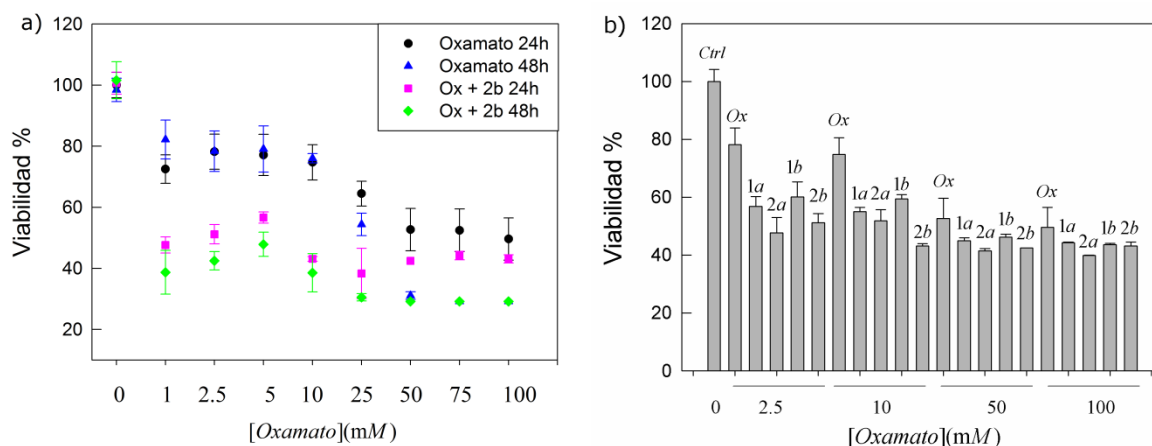 a)
120
100
80
60
40
20
Viabilidad %
Oxamato 24h
Oxamato 48h
Ox + 2b 24h
Ox + 2b 48h
0 1 2.5 5 10 25 50 75 100
[Oxamato](mM)
b)
120
100
80
60
40
20
0
Viabilidad %
Ctrl
Ox 1a 2a 1b 2b
Ox 1a 2a 1b 2b
Ox 1a 2a 1b 2b
Ox 1a 2a 1b 2b
0 2.5 10 50 100
[Oxamato](mM)